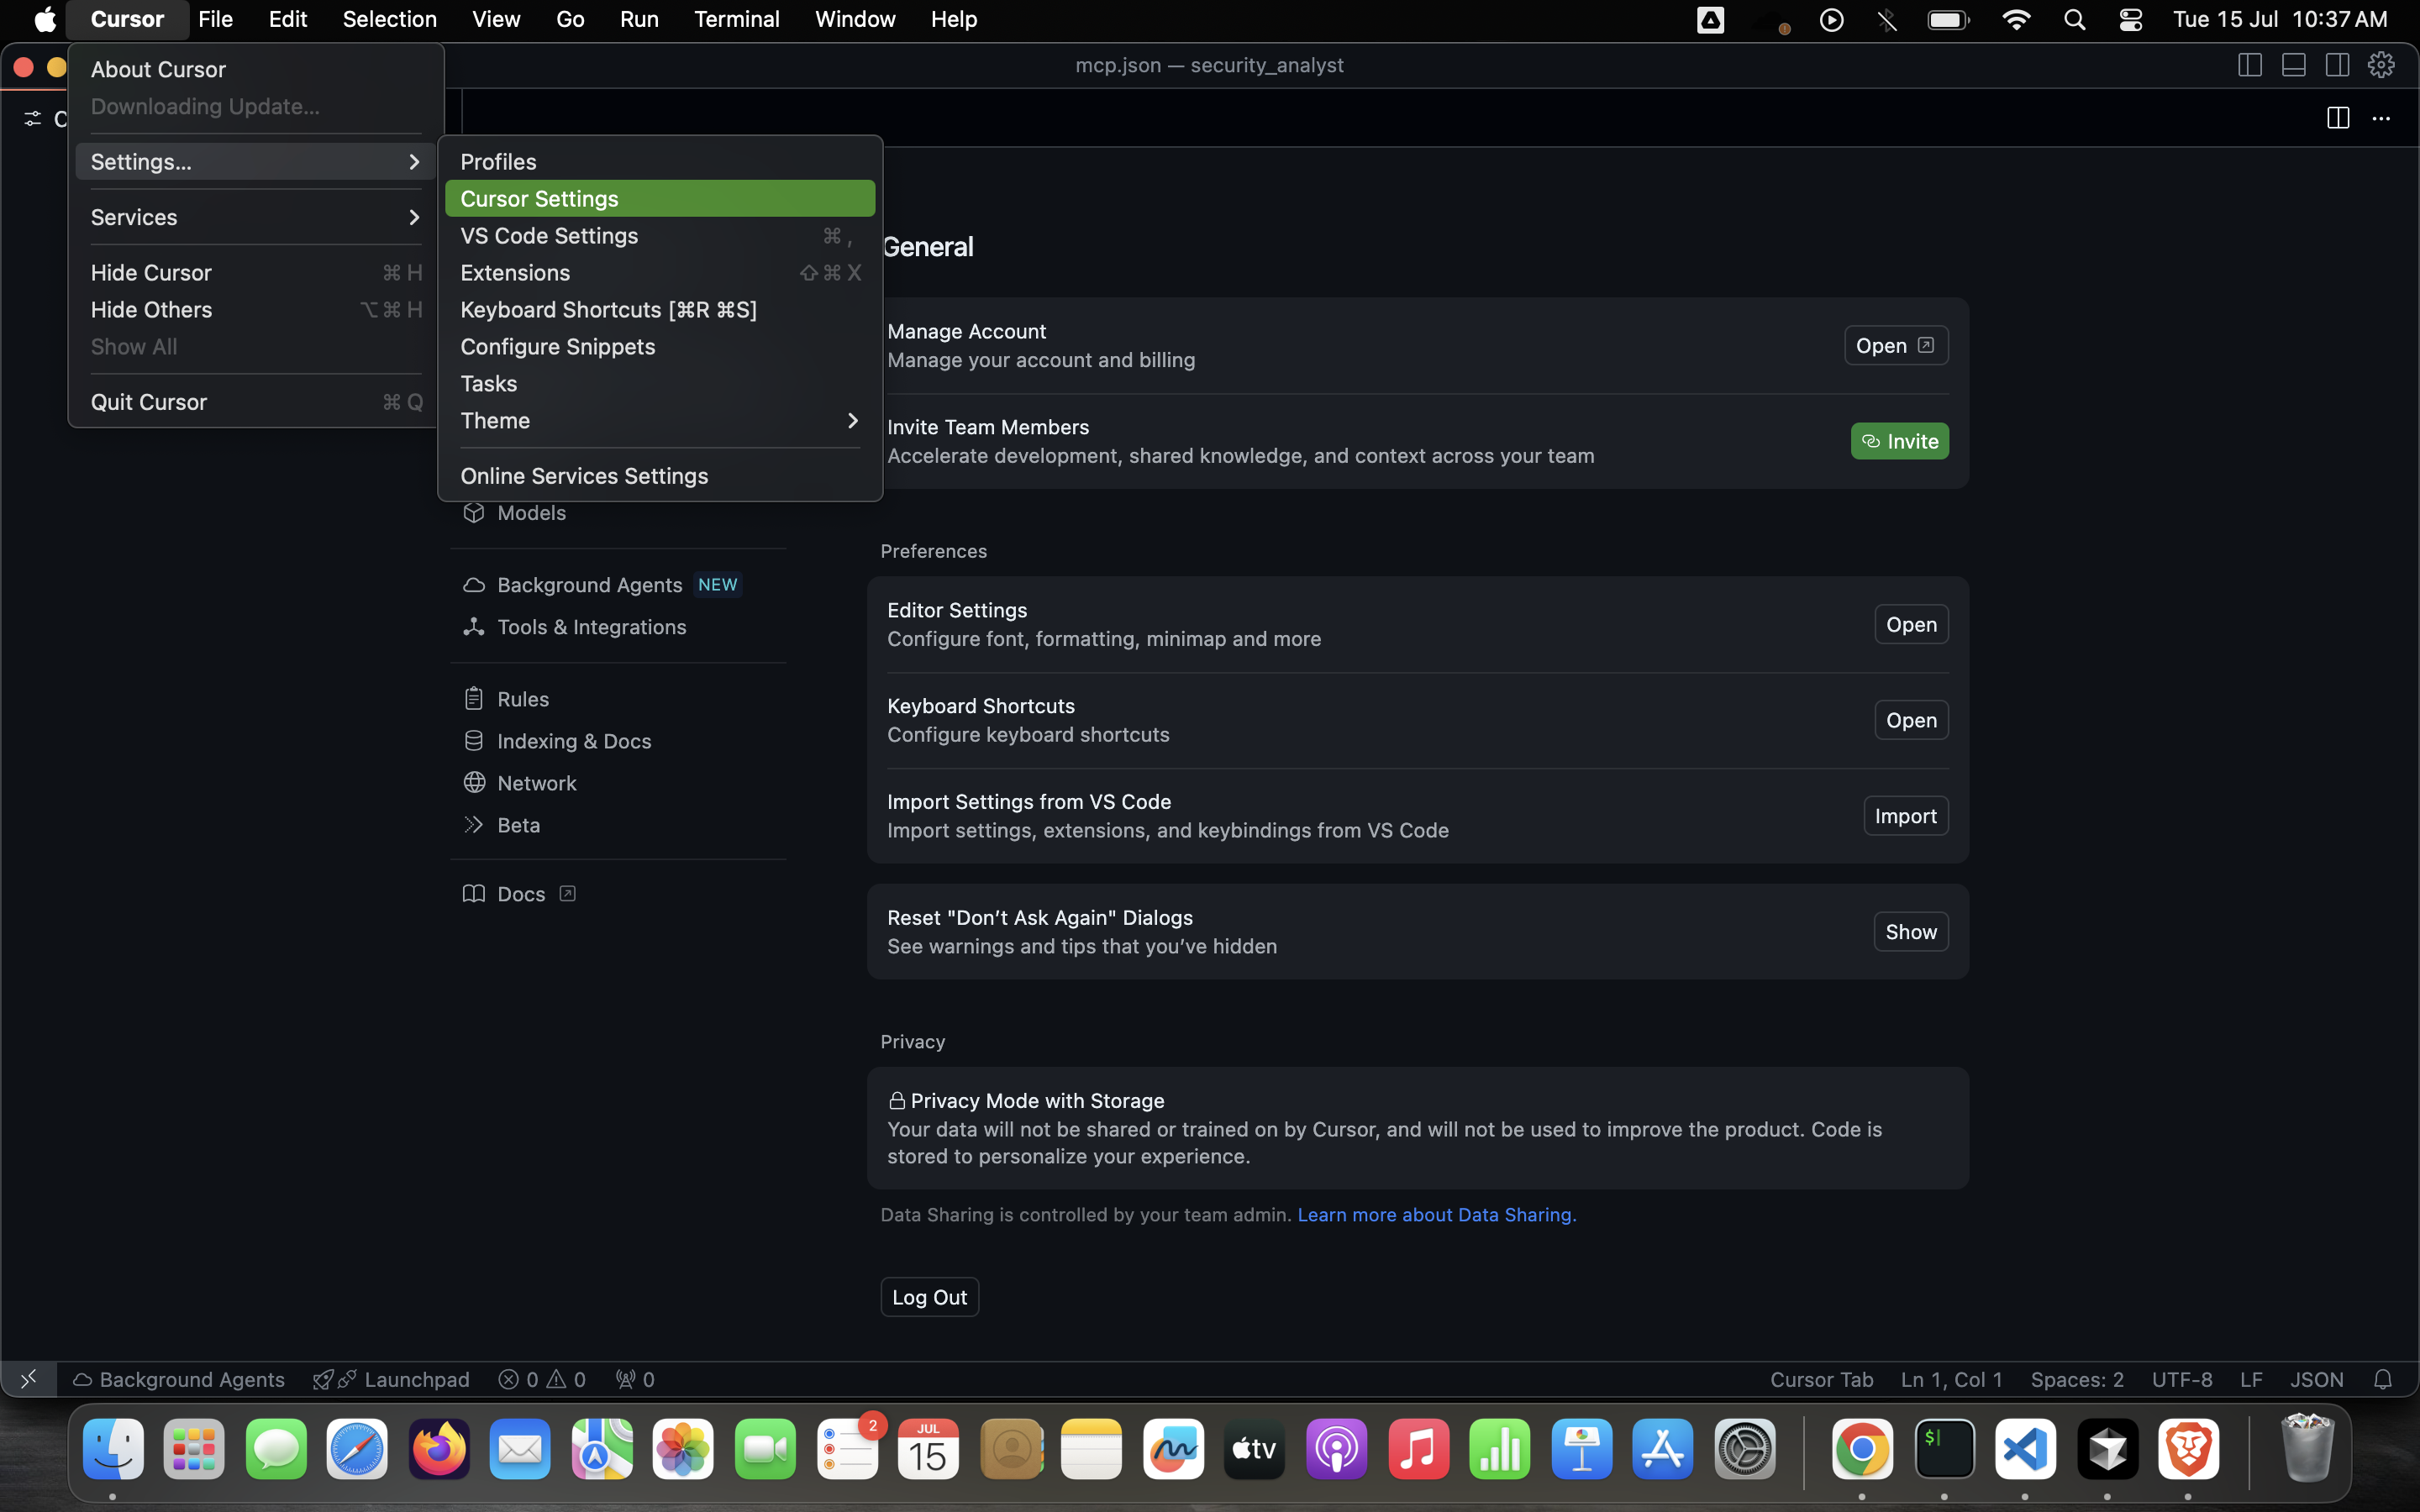 Cursor File Edit Selection View Go Run Terminal Window Help
Tue 15 Jul 10:37 AM
mcp.json — security_analyst
About Cursor
Downloading Update...
Settings...
Services
Hide Cursor ⌘ H
Hide Others ⌥ ⌘ H
Show All
Quit Cursor ⌘ Q
Profiles
Cursor Settings
VS Code Settings ⌘ ,
Extensions ⇧ ⌘ X
Keyboard Shortcuts [⌘R ⌘S]
Configure Snippets
Tasks
Theme
Online Services Settings
Models
Background Agents NEW
Tools & Integrations
Rules
Indexing & Docs
Network
Beta
Docs
General
Manage Account
Manage your account and billing
Open
Invite Team Members
Accelerate development, shared knowledge, and context across your team
Invite
Preferences
Editor Settings
Configure font, formatting, minimap and more
Open
Keyboard Shortcuts
Configure keyboard shortcuts
Open
Import Settings from VS Code
Import settings, extensions, and keybindings from VS Code
Import
Reset "Don't Ask Again" Dialogs
See warnings and tips that you've hidden
Show
Privacy
Privacy Mode with Storage
Your data will not be shared or trained on by Cursor, and will not be used to improve the product. Code is
stored to personalize your experience.
Data Sharing is controlled by your team admin. Learn more about Data Sharing.
Log Out
Background Agents Launchpad 0 0 0
Cursor Tab Ln 1, Col 1 Spaces: 2 UTF-8 LF JSON
2
JUL
15
tv
$